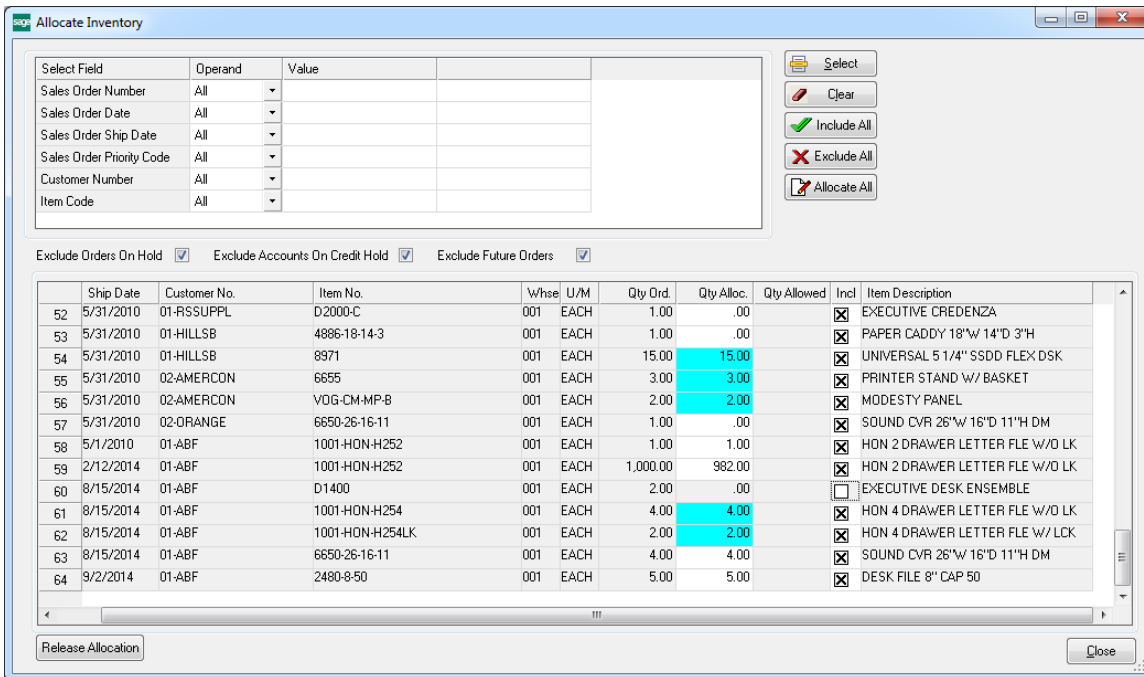 sage Allocate Inventory
Select Field Operand Value
Sales Order Number All
Sales Order Date All
Sales Order Ship Date All
Sales Order Priority Code All
Customer Number All
Item Code All
Select
Clear
Include All
Exclude All
Allocate All
Exclude Orders On Hold Exclude Accounts On Credit Hold Exclude Future Orders
Ship Date Customer No. Item No. Whse U/M Qty Ord. Qty Alloc. Qty Allowed Incl Item Description
52 5/31/2010 01-RSSUPPL D2000-C 001 EACH 1.00 .00 EXECUTIVE CREDENZA
53 5/31/2010 01-HILLSB 4886-18-14-3 001 EACH 1.00 .00 PAPER CADDY 18"W 14"D 3"H
54 5/31/2010 01-HILLSB 8971 001 EACH 15.00 15.00 UNIVERSAL 5 1/4" SSDD FLEX DSK
55 5/31/2010 02-AMERCON 6655 001 EACH 3.00 3.00 PRINTER STAND W/ BASKET
56 5/31/2010 02-AMERCON VOG-CM-MP-B 001 EACH 2.00 2.00 MODESTY PANEL
57 5/31/2010 02-ORANGE 6650-26-16-11 001 EACH 1.00 .00 SOUND CVR 26"W 16"D 11"H DM
58 5/1/2010 01-ABF 1001-HON-H252 001 EACH 1.00 1.00 HON 2 DRAWER LETTER FLE W/O LK
59 2/12/2014 01-ABF 1001-HON-H252 001 EACH 1,000.00 982.00 HON 2 DRAWER LETTER FLE W/O LK
60 8/15/2014 01-ABF D1400 001 EACH 2.00 .00 EXECUTIVE DESK ENSEMBLE
61 8/15/2014 01-ABF 1001-HON-H254 001 EACH 4.00 4.00 HON 4 DRAWER LETTER FLE W/O LK
62 8/15/2014 01-ABF 1001-HON-H254LK 001 EACH 2.00 2.00 HON 4 DRAWER LETTER FLE W/ LCK
63 8/15/2014 01-ABF 6650-26-16-11 001 EACH 4.00 4.00 SOUND CVR 26"W 16"D 11"H DM
64 9/2/2014 01-ABF 2480-8-50 001 EACH 5.00 5.00 DESK FILE 8" CAP 50
Release Allocation
Close